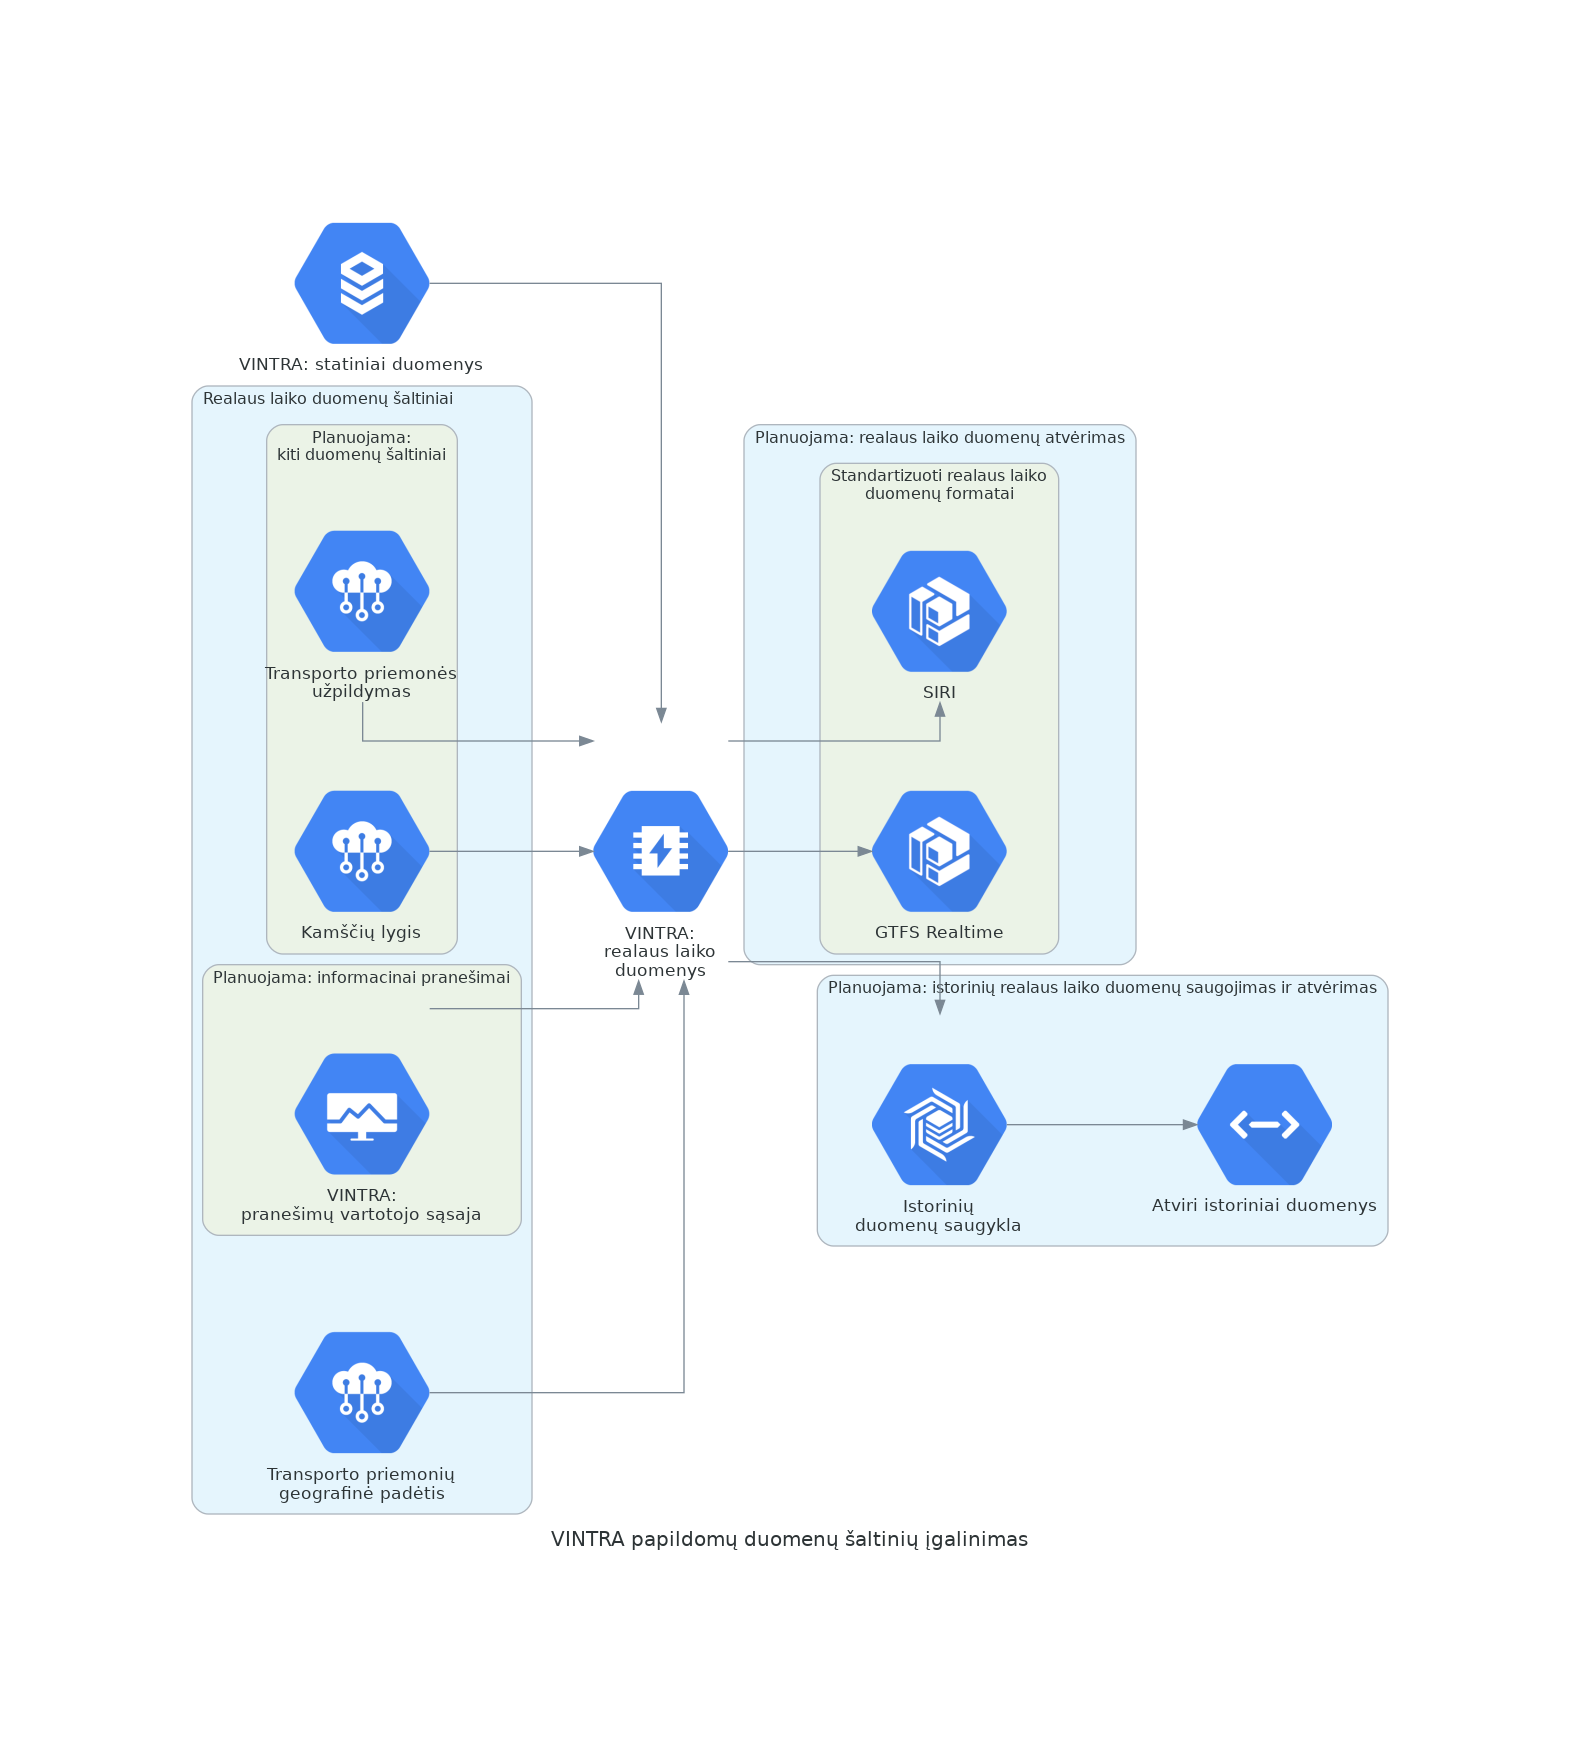 VINTRA: statiniai duomenys
Realaus laiko duomenų šaltiniai
Planuojama:
kiti duomenų šaltiniai
Transporto priemonės
užpildymas
Kamščių lygis
Planuojama: informacinai pranešimai
VINTRA:
pranešimų vartotojo sąsaja
Transporto priemonių
geografinė padėtis
VINTRA:
realaus laiko
duomenys
Planuojama: realaus laiko duomenų atvėrimas
Standartizuoti realaus laiko
duomenų formatai
SIRI
GTFS Realtime
Planuojama: istorinių realaus laiko duomenų saugojimas ir atvėrimas
Istorinių
duomenų saugykla
Atviri istoriniai duomenys
VINTRA papildomų duomenų šaltinių įgalinimas